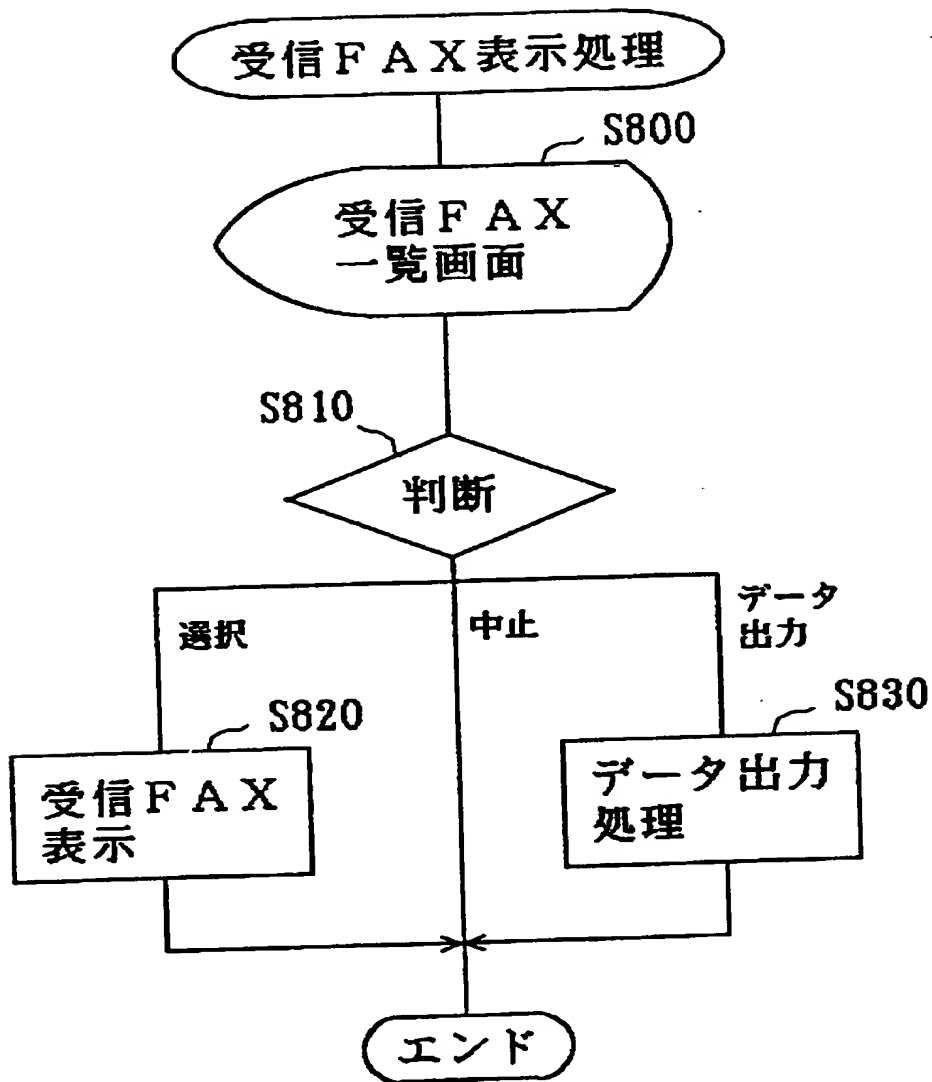 受信FAX表示処理
S800
受信FAX
一覧画面
S810
判断
選択
中止
データ
出力
S820
受信FAX
表示
S830
データ出力
処理
エンド